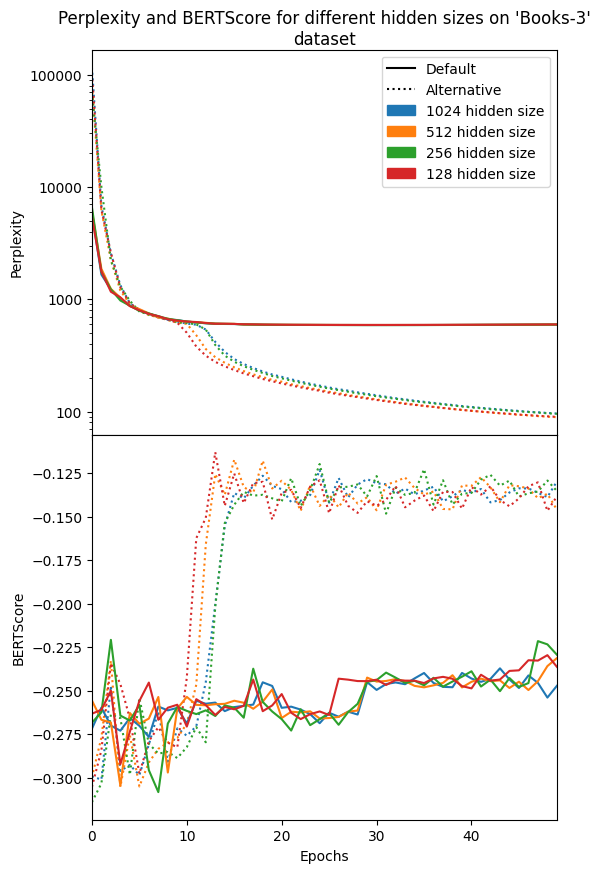 Perplexity and BERTScore for different hidden sizes on 'Books-3'
dataset
100000
10000
1000
100
Perplexity
Default
Alternative
1024 hidden size
512 hidden size
256 hidden size
128 hidden size
−0.125
−0.150
−0.175
−0.200
−0.225
−0.250
−0.275
−0.300
BERTScore
0 10 20 30 40
Epochs